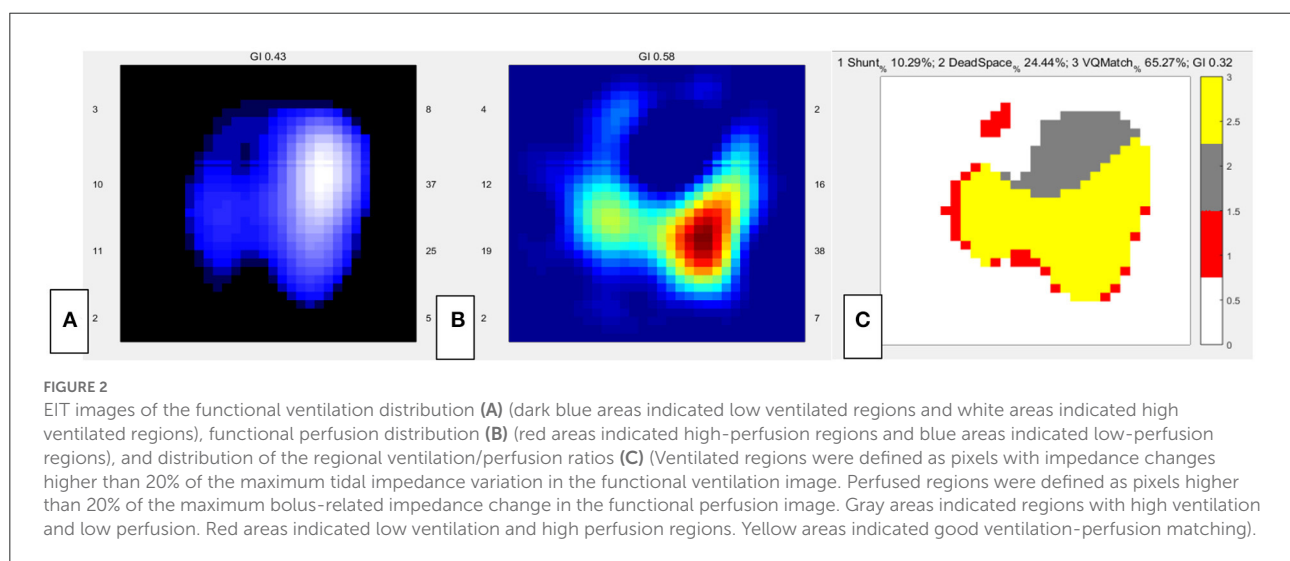 GI 0.43
3 8
10 37
11 25
2 5
A
GI 0.58
4 2
12 16
19 38
2 7
B
1 Shunt% 10.29%; 2 DeadSpace% 24.44%; 3 VQMatch% 65.27%; GI 0.32
3
2.5
2
1.5
1
0.5
0
C
FIGURE 2
EIT images of the functional ventilation distribution (A) (dark blue areas indicated low ventilated regions and white areas indicated high
ventilated regions), functional perfusion distribution (B) (red areas indicated high-perfusion regions and blue areas indicated low-perfusion
regions), and distribution of the regional ventilation/perfusion ratios (C) (Ventilated regions were defined as pixels with impedance changes
higher than 20% of the maximum tidal impedance variation in the functional ventilation image. Perfused regions were defined as pixels higher
than 20% of the maximum bolus-related impedance change in the functional perfusion image. Gray areas indicated regions with high ventilation
and low perfusion. Red areas indicated low ventilation and high perfusion regions. Yellow areas indicated good ventilation-perfusion matching).